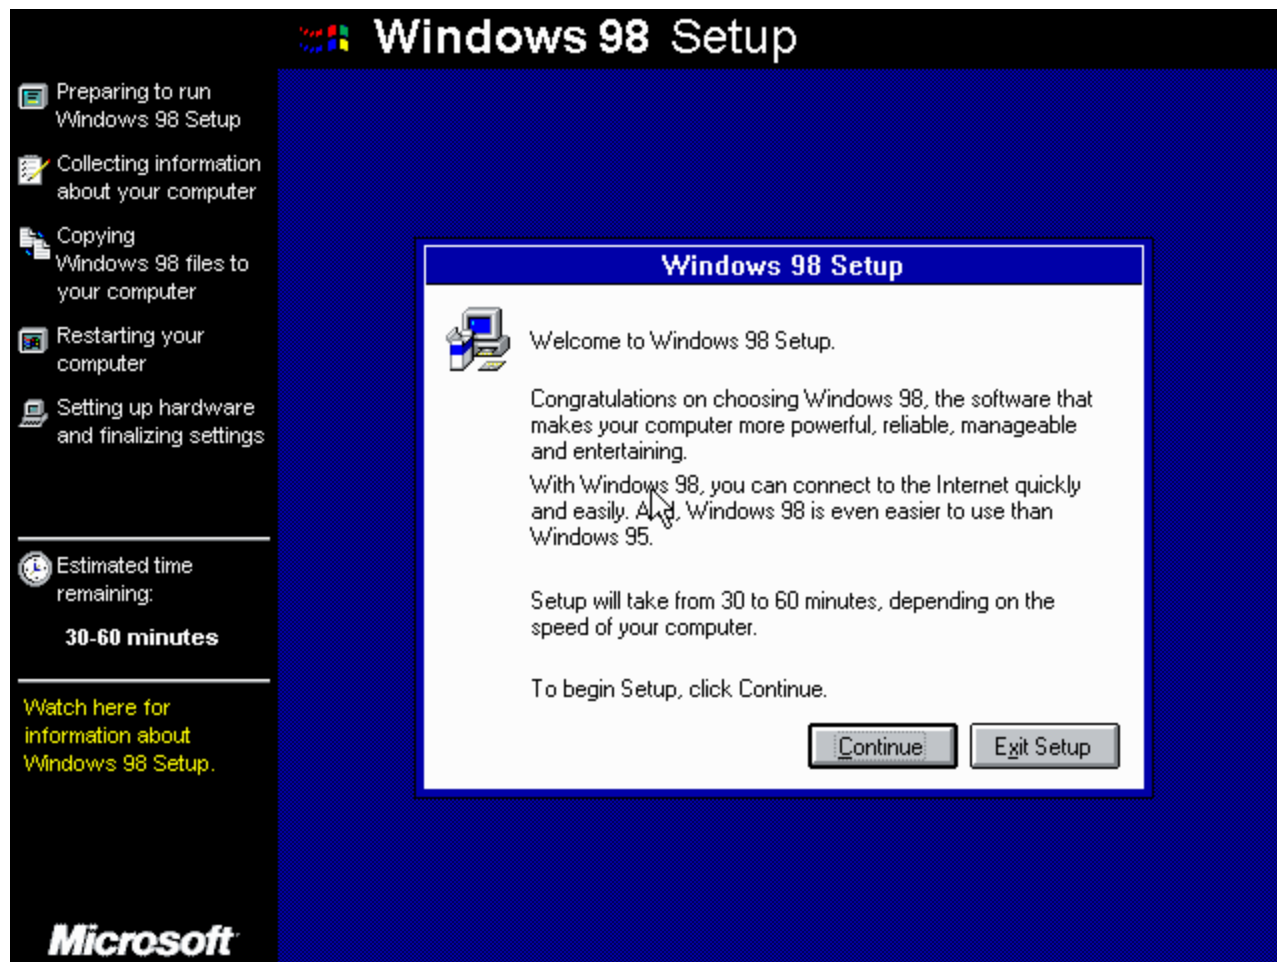 Windows 98 Setup
Preparing to run
Windows 98 Setup
Collecting information
about your computer
Copying
Windows 98 files to
your computer
Restarting your
computer
Setting up hardware
and finalizing settings
Estimated time
remaining:
30-60 minutes
Watch here for
information about
Windows 98 Setup.
Microsoft
Windows 98 Setup
Welcome to Windows 98 Setup.
Congratulations on choosing Windows 98, the software that
makes your computer more powerful, reliable, manageable
and entertaining.
With Windows 98, you can connect to the Internet quickly
and easily. And, Windows 98 is even easier to use than
Windows 95.
Setup will take from 30 to 60 minutes, depending on the
speed of your computer.
To begin Setup, click Continue.
Continue
Exit Setup